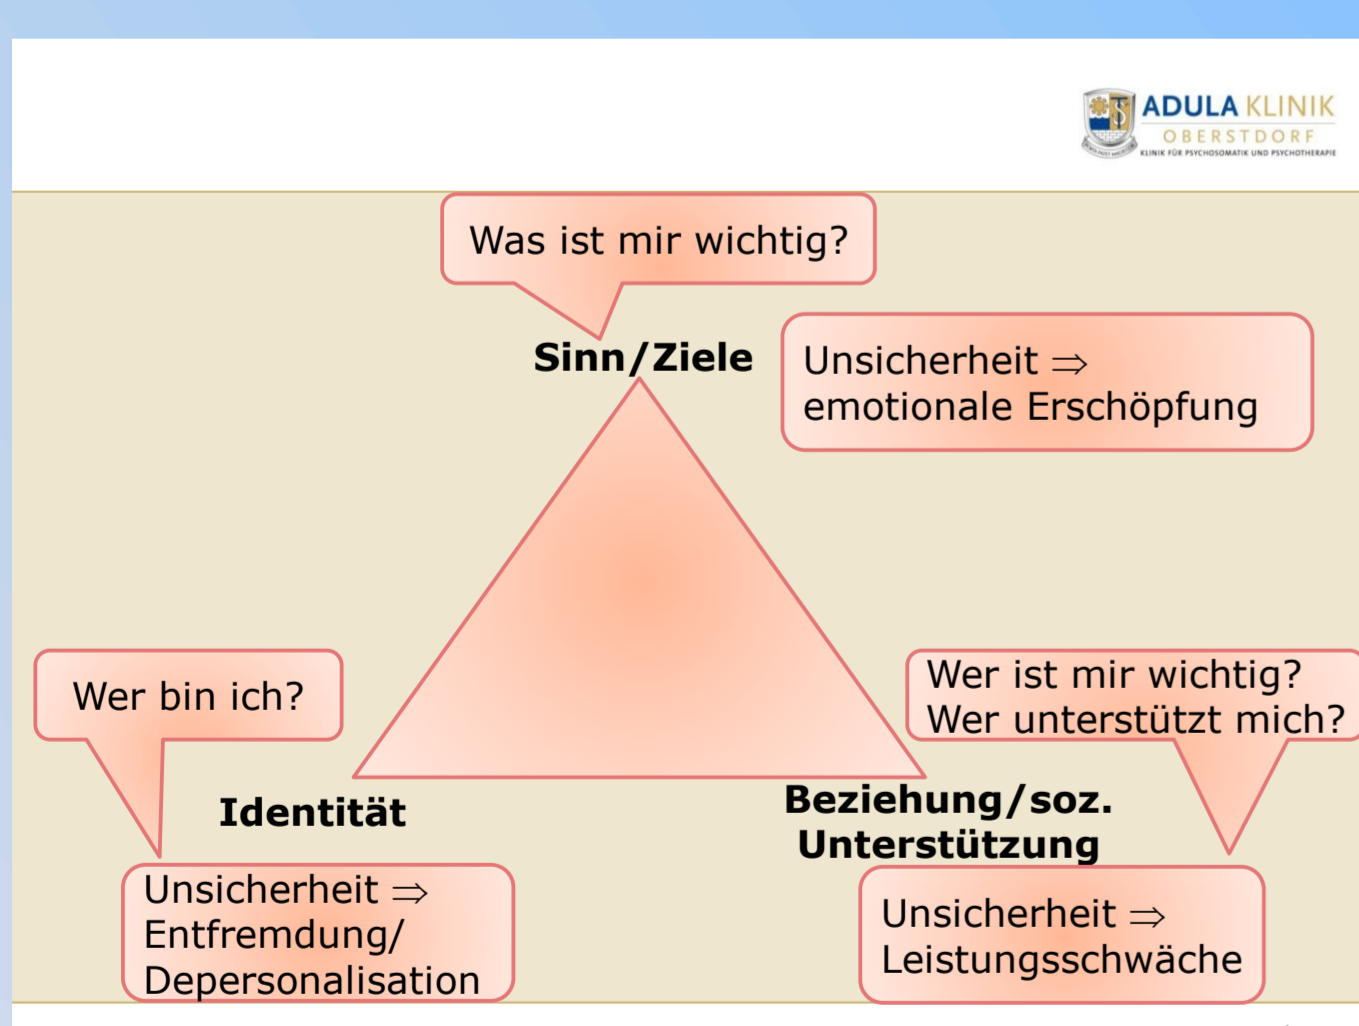 ADULA KLINIK
OBERSTDORF
KLINIK FÜR PSYCHOSOMATIK UND PSYCHOTHERAPIE
Was ist mir wichtig?
Sinn/Ziele
Unsicherheit ⇒
emotionale Erschöpfung
Wer bin ich?
Wer ist mir wichtig?
Wer unterstützt mich?
Identität
Beziehung/soz.
Unterstützung
Unsicherheit ⇒
Entfremdung/
Depersonalisation
Unsicherheit ⇒
Leistungsschwäche